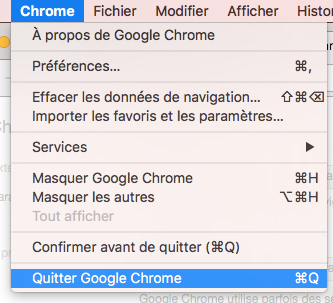 Chrome Fichier Modifier Afficher Histo
À propos de Google Chrome
Préférences... ⌘,
Effacer les données de navigation... ⇧⌘⌫
Importer les favoris et les paramètres...
Services ▶
Masquer Google Chrome ⌘H
Masquer les autres ⌥⌘H
Tout afficher
Confirmer avant de quitter (⌘Q)
Quitter Google Chrome ⌘Q
Google Chrome utilise parfois des s